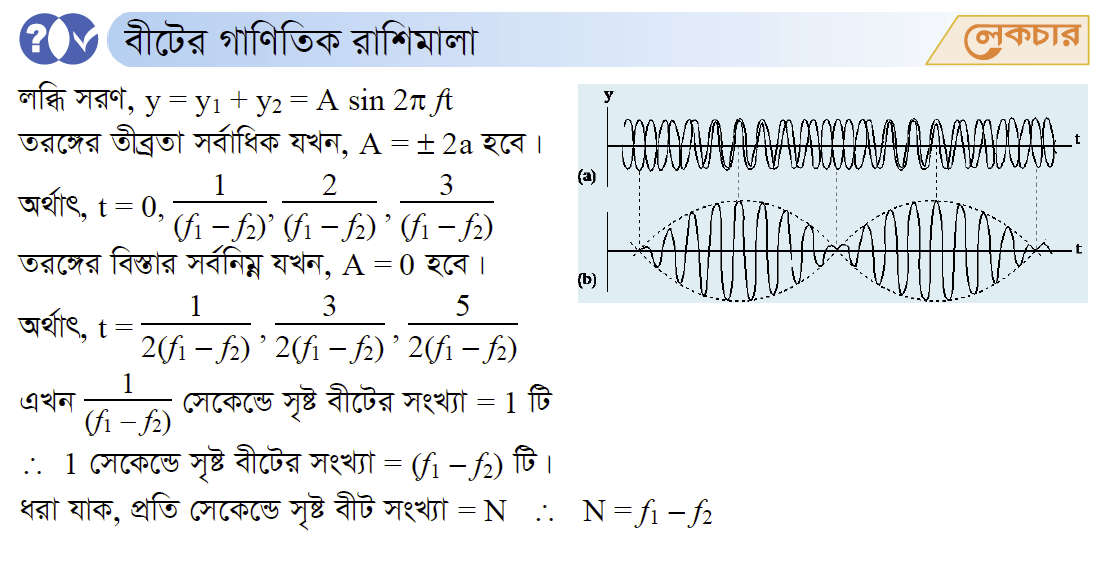 বীটের গাণিতিক রাশিমালা
লেকচার
লব্ধি সরণ, y = y₁ + y₂ = A sin 2π ft
তরঙ্গের তীব্রতা সর্বাধিক যখন, A = ± 2a হবে।
অর্থাৎ, t = 0, 1/(f₁ – f₂), 2/(f₁ – f₂), 3/(f₁ – f₂)
তরঙ্গের বিস্তার সর্বনিম্ন যখন, A = 0 হবে।
অর্থাৎ, t = 1/2(f₁ – f₂), 3/2(f₁ – f₂), 5/2(f₁ – f₂)
এখন 1/(f₁ – f₂) সেকেন্ডে সৃষ্ট বীটের সংখ্যা = 1 টি
∴ 1 সেকেন্ডে সৃষ্ট বীটের সংখ্যা = (f₁ – f₂) টি।
ধরা যাক, প্রতি সেকেন্ডে সৃষ্ট বীট সংখ্যা = N ∴ N = f₁ – f₂
y
t
(a)
t
(b)